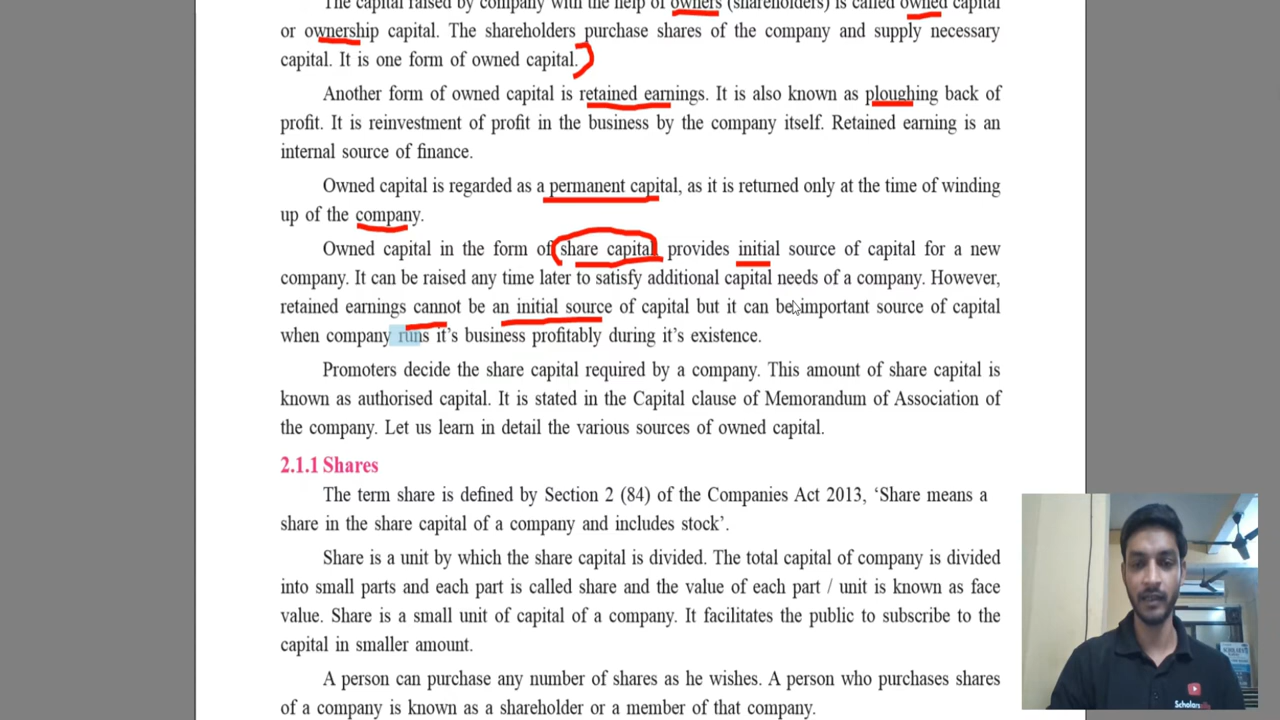 The capital raised by company with the help of owners (shareholders) is called owned capital
or ownership capital. The shareholders purchase shares of the company and supply necessary
capital. It is one form of owned capital.
Another form of owned capital is retained earnings. It is also known as ploughing back of
profit. It is reinvestment of profit in the business by the company itself. Retained earning is an
internal source of finance.
Owned capital is regarded as a permanent capital, as it is returned only at the time of winding
up of the company.
Owned capital in the form of share capital provides initial source of capital for a new
company. It can be raised any time later to satisfy additional capital needs of a company. However,
retained earnings cannot be an initial source of capital but it can be important source of capital
when company runs it's business profitably during it's existence.
Promoters decide the share capital required by a company. This amount of share capital is
known as authorised capital. It is stated in the Capital clause of Memorandum of Association of
the company. Let us learn in detail the various sources of owned capital.
2.1.1 Shares
The term share is defined by Section 2 (84) of the Companies Act 2013, 'Share means a
share in the share capital of a company and includes stock'.
Share is a unit by which the share capital is divided. The total capital of company is divided
into small parts and each part is called share and the value of each part / unit is known as face
value. Share is a small unit of capital of a company. It facilitates the public to subscribe to the
capital in smaller amount.
A person can purchase any number of shares as he wishes. A person who purchases shares
of a company is known as a shareholder or a member of that company.